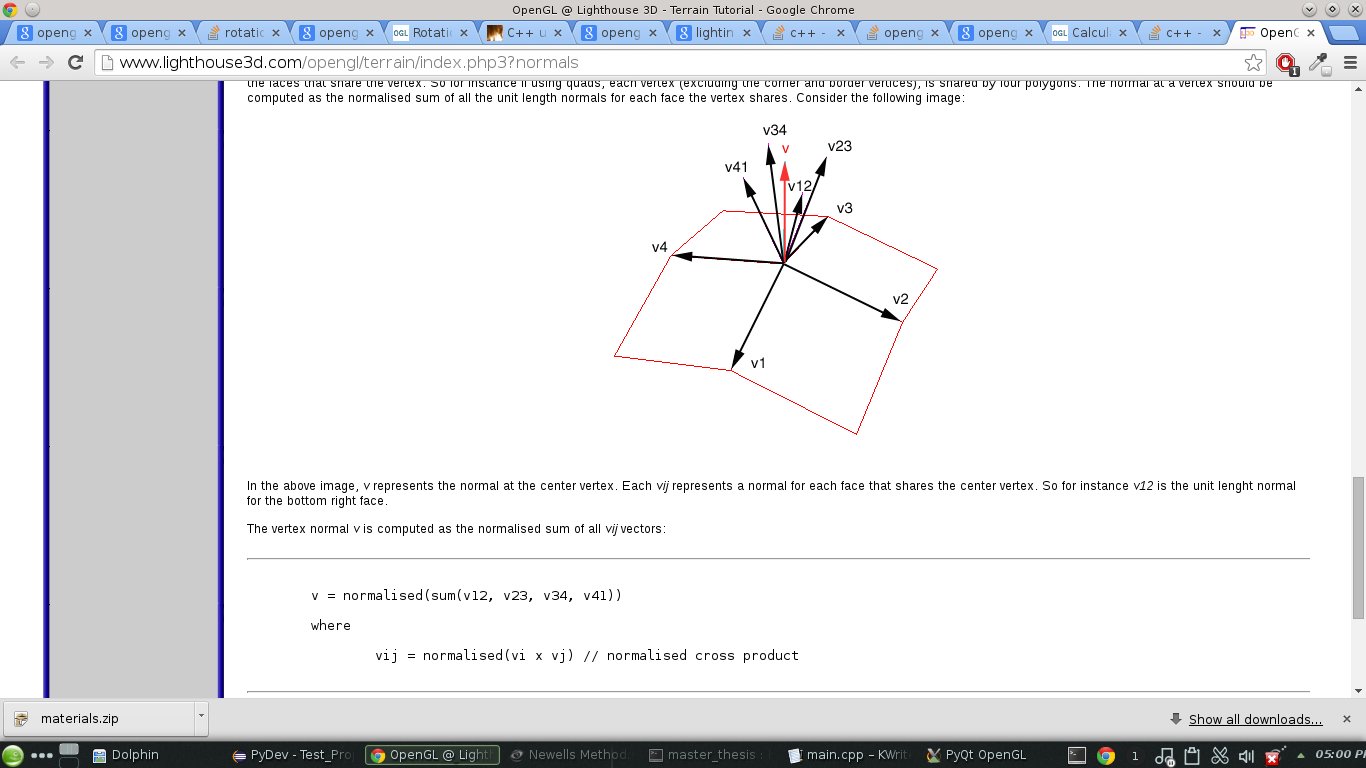 OpenGL @ Lighthouse 3D - Terrain Tutorial - Google Chrome
openg openg rotatic openg Rotati C++ u openg lightin c++ - openg openg Calcul c++ - OpenG
www.lighthouse3d.com/opengl/terrain/index.php3?normals
1
the faces that share the vertex. So for instance if using quads, each vertex (excluding the corner and border vertices), is shared by four polygons. The normal at a vertex should be
computed as the normalised sum of all the unit length normals for each face the vertex shares. Consider the following image:
v34
v
v23
v41
v12
v3
v4
v2
v1
In the above image, v represents the normal at the center vertex. Each vij represents a normal for each face that shares the center vertex. So for instance v12 is the unit lenght normal
for the bottom right face.
The vertex normal v is computed as the normalised sum of all vij vectors:
v = normalised(sum(v12, v23, v34, v41))
where
vij = normalised(vi x vj) // normalised cross product
materials.zip
Show all downloads...
Dolphin PyDev - Test_Pro OpenGL @ Light Newells Method master_thesis : main.cpp – KWrit PyQt OpenGL 1 05:00 P